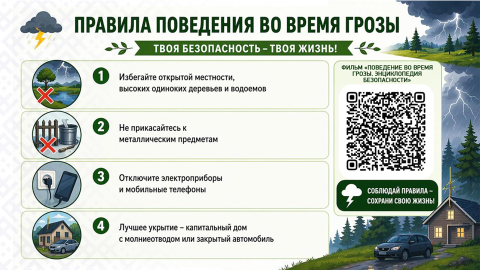 ПРАВИЛА ПОВЕДЕНИЯ ВО ВРЕМЯ ГРОЗЫ
ТВОЯ БЕЗОПАСНОСТЬ – ТВОЯ ЖИЗНЬ!
1
Избегайте открытой местности,
высоких одиноких деревьев и водоемов
2
Не прикасайтесь к
металлическим предметам
3
Отключите электроприборы
и мобильные телефоны
4
Лучшее укрытие – капитальный дом
с молниеотводом или закрытый автомобиль
ФИЛЬМ «ПОВЕДЕНИЕ ВО ВРЕМЯ
ГРОЗЫ. ЭНЦИКЛОПЕДИЯ
БЕЗОПАСНОСТИ»
СОБЛЮДАЙ ПРАВИЛА –
СОХРАНИ СВОЮ ЖИЗНЬ!